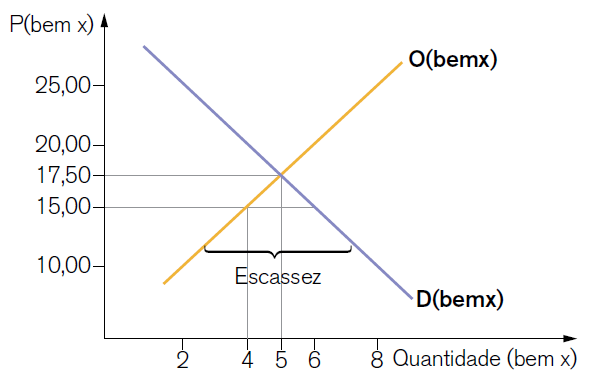 P(bem x)
O(bemx)
25,00
20,00
17,50
15,00
10,00
Escassez
D(bemx)
2 4 5 6 8 Quantidade (bem x)